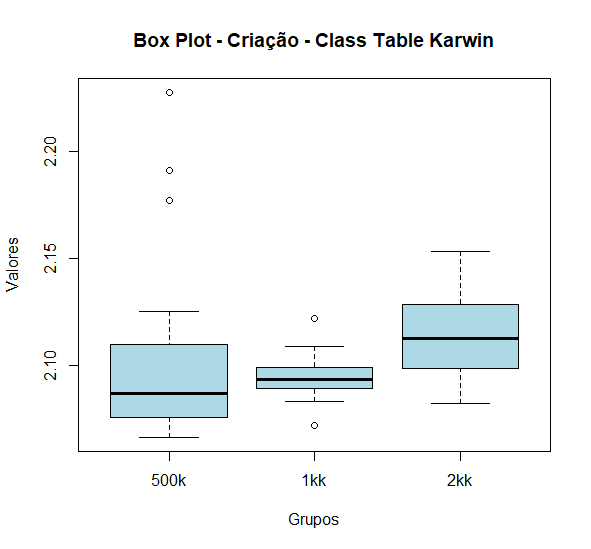 Box Plot - Criação - Class Table Karwin
2.20
2.15
2.10
Valores
500k
1kk
2kk
Grupos